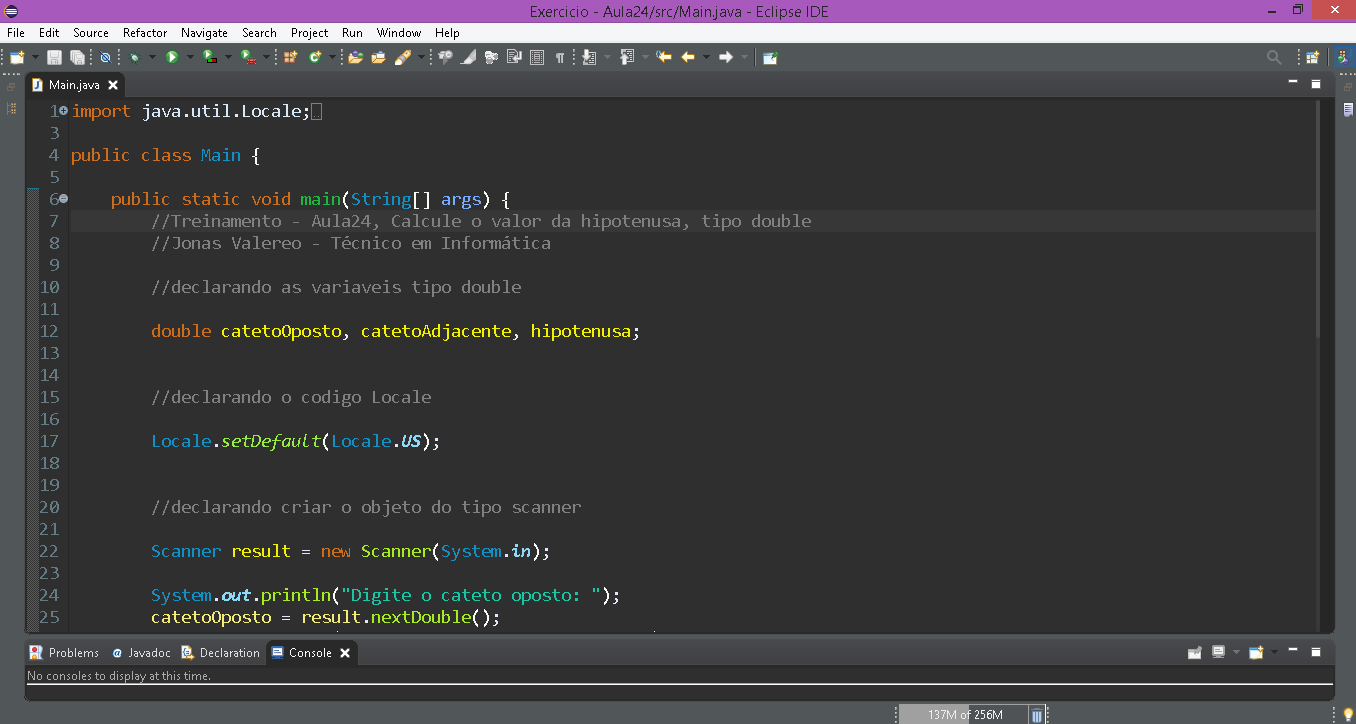 Exercicio - Aula24/src/Main.java - Eclipse IDE
File Edit Source Refactor Navigate Search Project Run Window Help
Main.java
1 import java.util.Locale;
3
4 public class Main {
5
6 public static void main(String[] args) {
7 //Treinamento - Aula24, Calcule o valor da hipotenusa, tipo double
8 //Jonas Valereo - Técnico em Informática
9
10 //declarando as variaveis tipo double
11
12 double catetoOposto, catetoAdjacente, hipotenusa;
13
14
15 //declarando o codigo Locale
16
17 Locale.setDefault(Locale.US);
18
19
20 //declarando criar o objeto do tipo scanner
21
22 Scanner result = new Scanner(System.in);
23
24 System.out.println("Digite o cateto oposto: ");
25 catetoOposto = result.nextDouble();
Problems Javadoc Declaration Console
No consoles to display at this time.
137M of 256M